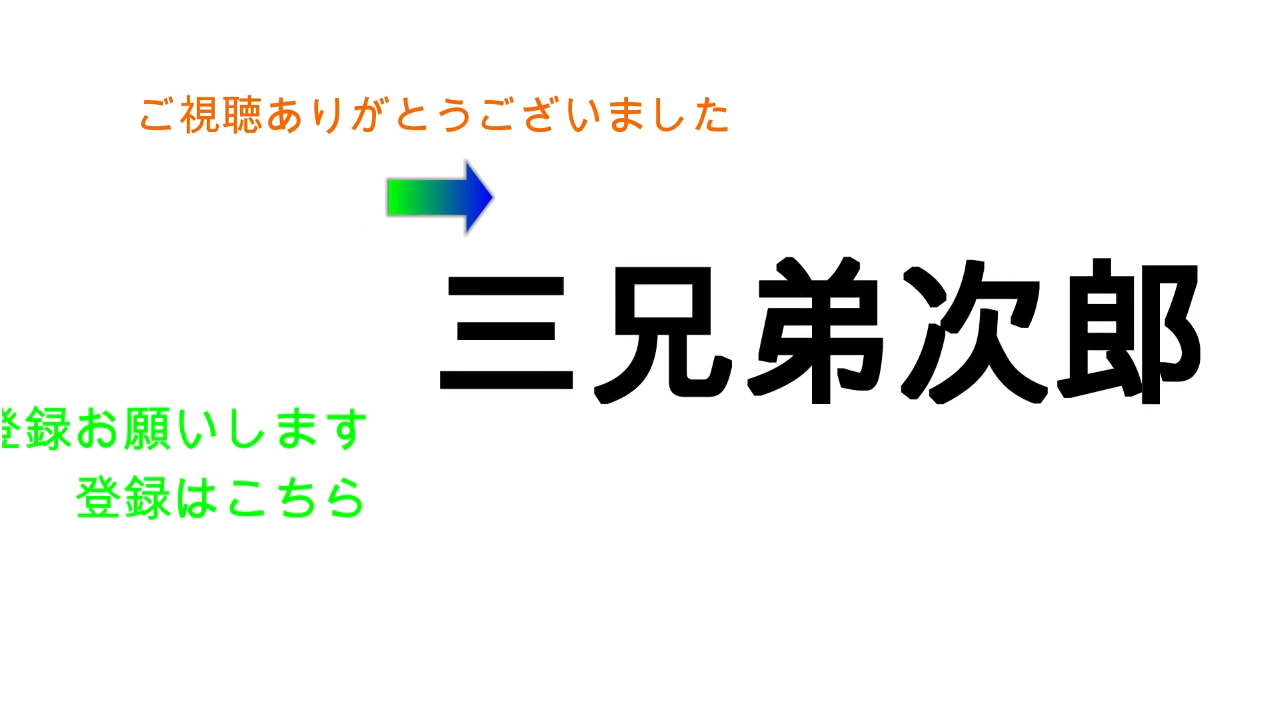 ご視聴ありがとうございました
三兄弟次郎
登録お願いします
登録はこちら